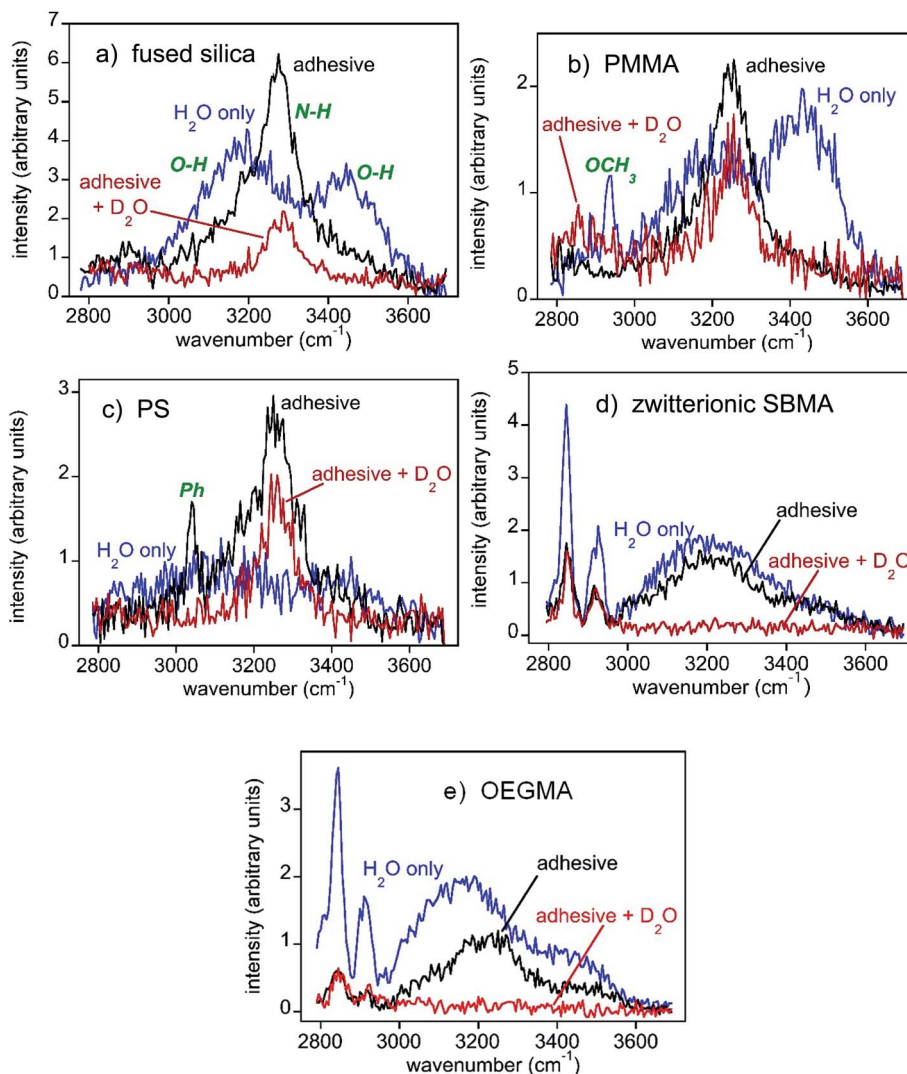 a) fused silica
adhesive
N-H
H2O only
O-H
O-H
adhesive
+ D2O
intensity (arbitrary units)
0
1
2
3
4
5
6
7
2800 3000 3200 3400 3600
wavenumber (cm-1)
b) PMMA
adhesive
H2O only
adhesive + D2O
OCH3
intensity (arbitrary units)
0
1
2
2800 3000 3200 3400 3600
wavenumber (cm-1)
c) PS
adhesive
adhesive + D2O
Ph
H2O only
intensity (arbitrary units)
0
1
2
3
2800 3000 3200 3400 3600
wavenumber (cm-1)
d) zwitterionic SBMA
H2O only
adhesive
adhesive + D2O
intensity (arbitrary units)
0
1
2
3
4
5
2800 3000 3200 3400 3600
wavenumber (cm-1)
e) OEGMA
H2O only
adhesive
adhesive + D2O
intensity (arbitrary units)
0
1
2
3
2800 3000 3200 3400 3600
wavenumber (cm-1)